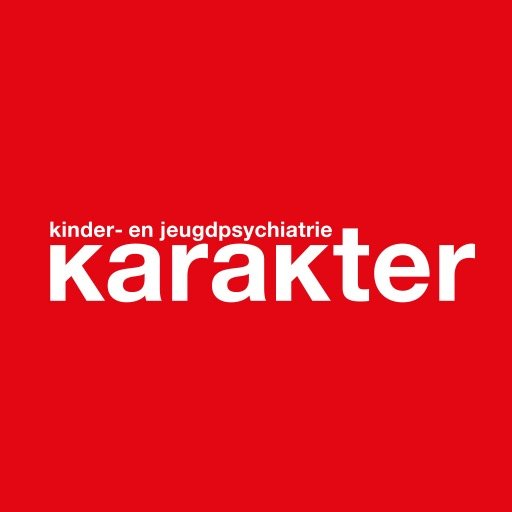 kinder- en jeugdpsychiatrie
karakter